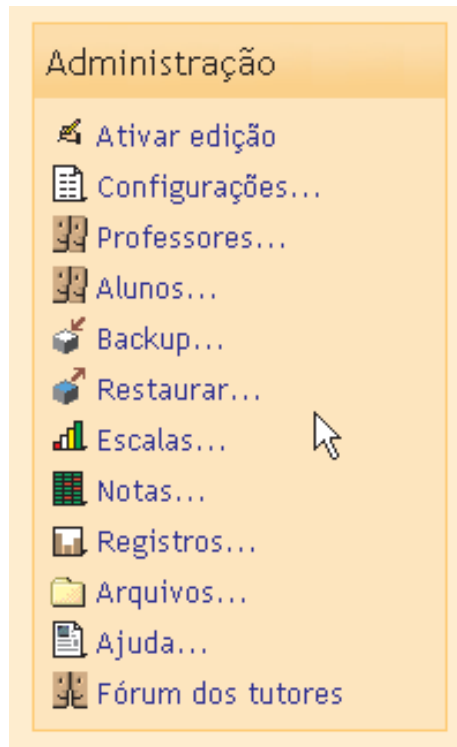 Administração
Ativar edição
Configurações...
Professores...
Alunos...
Backup...
Restaurar...
Escalas...
Notas...
Registros...
Arquivos...
Ajuda...
Fórum dos tutores